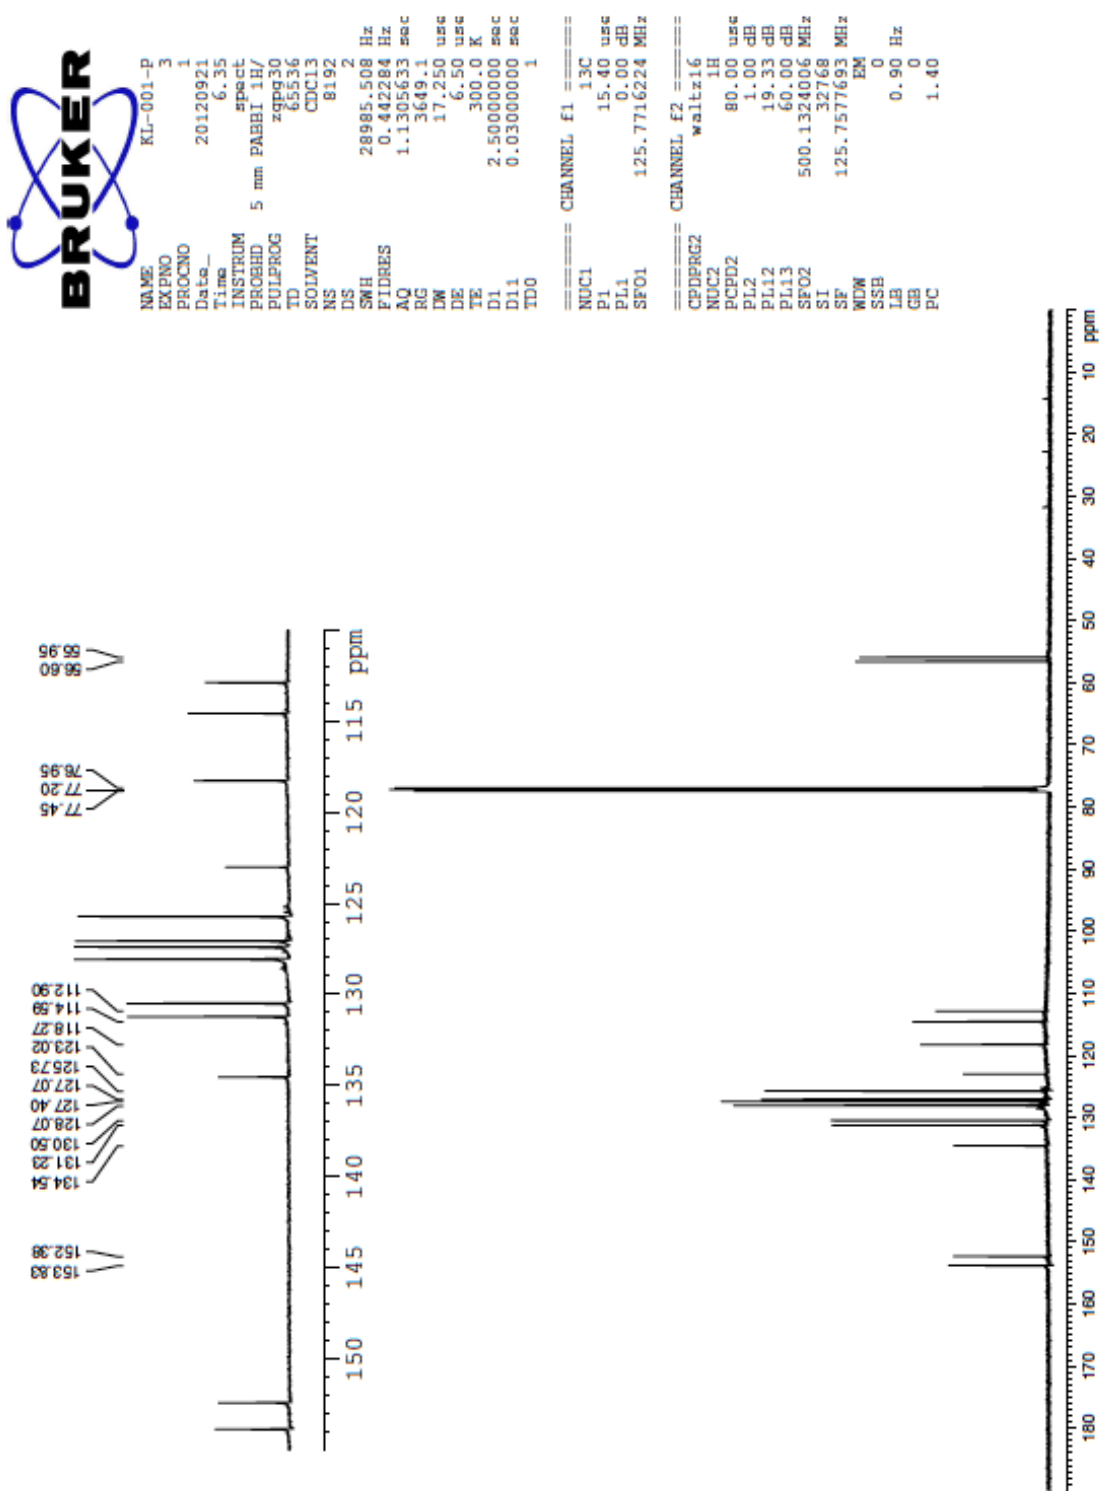 BRUKER
NAME KL-001-P
EXPNO 3
PROCNO 1
Date_ 20120921
Time 6.35
INSTRUM spect
PROBHD 5 mm PABBI 1H/
PULPROG zgpg30
TD 65536
SOLVENT CDCl3
NS 8192
DS 2
SWH 28985.508 Hz
FIDRES 0.442284 Hz
AQ 1.1305633 sec
RG 3649.1
DW 17.250 use
DE 6.50 use
TE 300.0 K
D1 2.50000000 sec
D11 0.03000000 sec
TD0 1
======== CHANNEL f1 ========
NUC1 13C
P1 15.40 use
PL1 0.00 dB
SFO1 125.7716224 MHz
======== CHANNEL f2 ========
CPDPRG2 waltz16
NUC2 1H
PCPD2 80.00 use
PL2 1.00 dB
PL12 19.33 dB
PL13 60.00 dB
SFO2 500.1324006 MHz
SI 32768
SF 125.7577693 MHz
WDW EM
SSB 0
LB 0.90 Hz
GB 0
PC 1.40
153.83
152.38
134.54
131.23
130.50
128.07
127.40
127.07
125.73
123.02
118.27
114.59
112.90
77.45
77.20
76.95
56.60
55.95
150 145 140 135 130 125 120 115 ppm
180 170 160 150 140 130 120 110 100 90 80 70 60 50 40 30 20 10 ppm